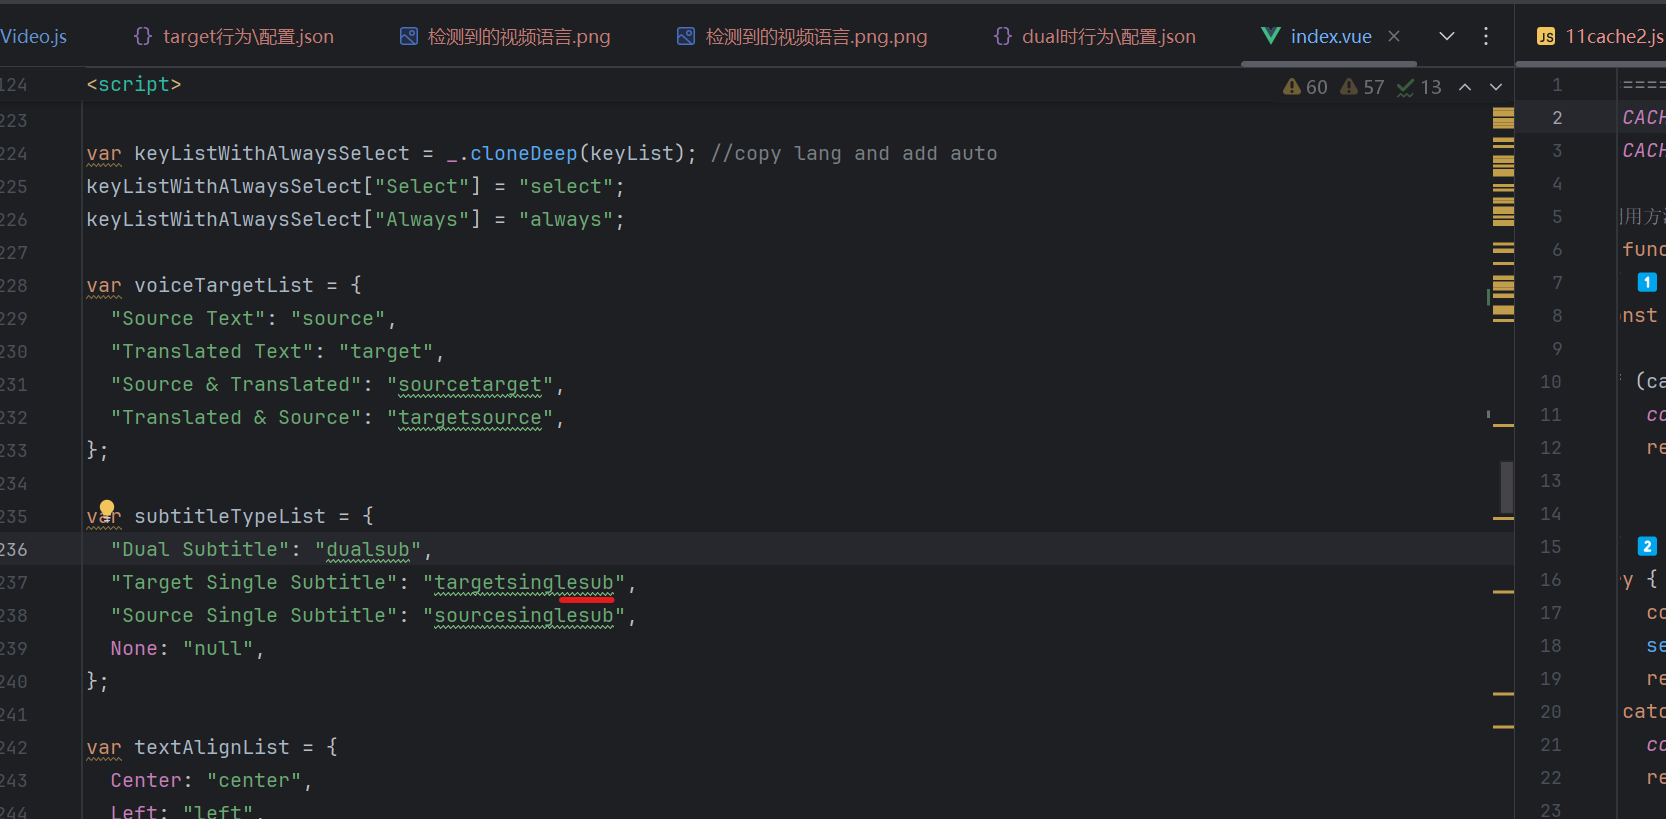 Video.js
target行为\配置.json
检测到的视频语言.png
检测到的视频语言.png.png
dual时行为\配置.json
index.vue
JS 11cache2.js
124 <script>
60 57 13
223
224 var keyListWithAlwaysSelect = _.cloneDeep(keyList); //copy lang and add auto
225 keyListWithAlwaysSelect["Select"] = "select";
226 keyListWithAlwaysSelect["Always"] = "always";
227
228 var voiceTargetList = {
229 "Source Text": "source",
230 "Translated Text": "target",
231 "Source & Translated": "sourcetarget",
232 "Translated & Source": "targetsource",
233 };
234
235 var subtitleTypeList = {
236 "Dual Subtitle": "dualsub",
237 "Target Single Subtitle": "targetsinglesub",
238 "Source Single Subtitle": "sourcesinglesub",
239 None: "null",
240 };
241
242 var textAlignList = {
243 Center: "center",
244 Left: "left",
1 ====
2 CACH
3 CACH
4
5 用方
6 func
7 1
8 nst
9
10 (ca
11 co
12 re
13
14
15 2
16 y {
17 co
18 se
19 re
20 catc
21 co
22 re
23